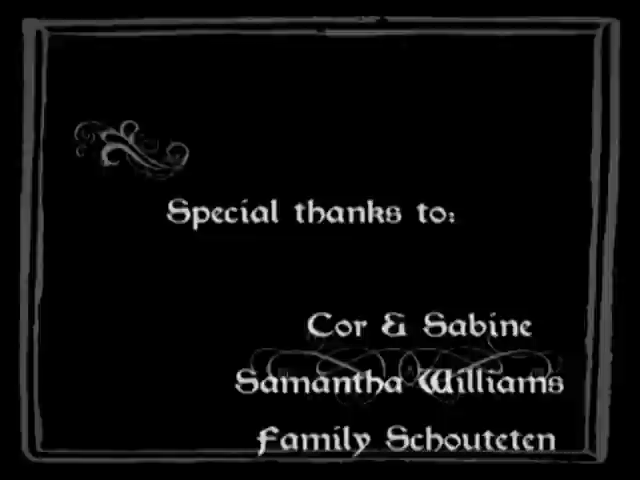 Special thanks to:
Cor & Sabine
Samantha Williams
Family Schouteten